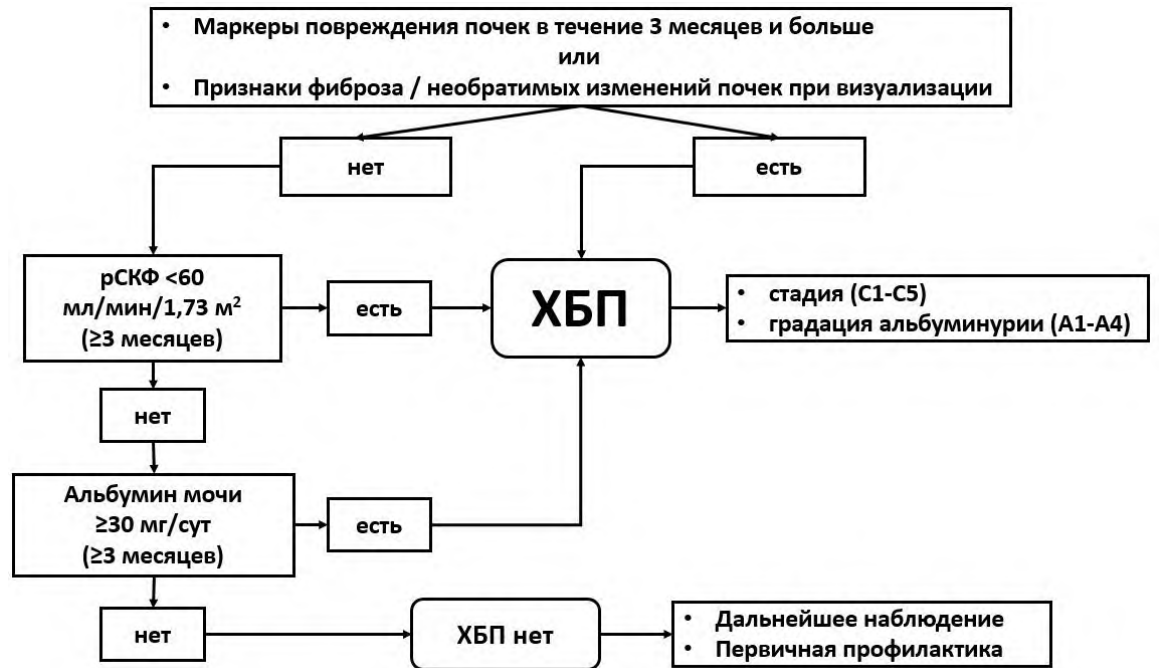 • Маркеры повреждения почек в течение 3 месяцев и больше
или
• Признаки фиброза / необратимых изменений почек при визуализации
нет
есть
рСКФ <60
мл/мин/1,73 м²
(≥3 месяцев)
есть
ХБП
• стадия (С1-С5)
• градация альбуминурии (А1-А4)
нет
Альбумин мочи
≥30 мг/сут
(≥3 месяцев)
есть
нет
ХБП нет
• Дальнейшее наблюдение
• Первичная профилактика